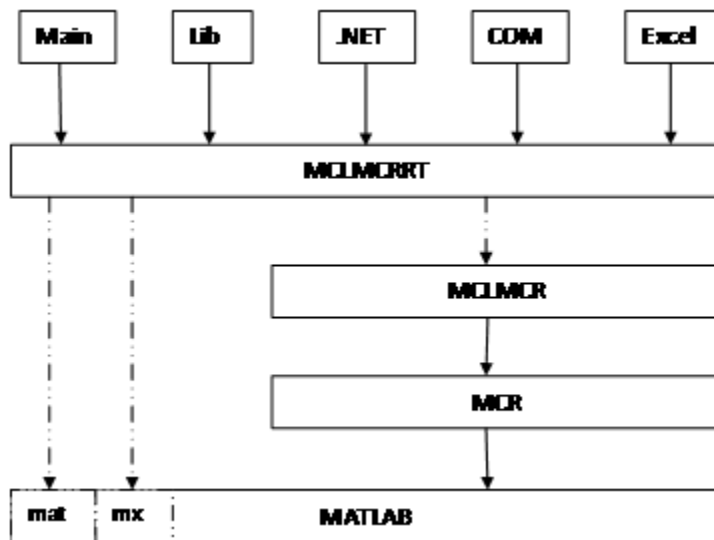 Main Lib .NET COM Excel
MCLMCRRT
MCLMCR
MCR
mat mx MATLAB